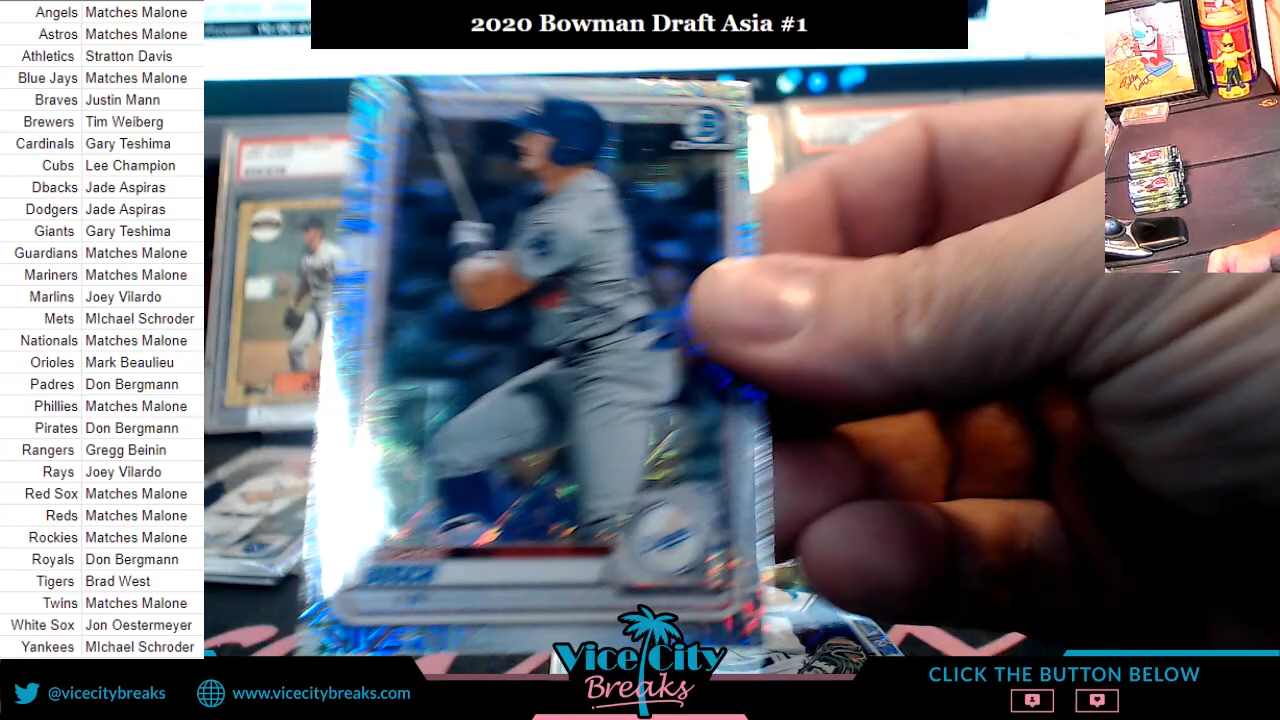 2020 Bowman Draft Asia #1
Angels Matches Malone
Astros Matches Malone
Athletics Stratton Davis
Blue Jays Matches Malone
Braves Justin Mann
Brewers Tim Weiberg
Cardinals Gary Teshima
Cubs Lee Champion
Dbacks Jade Aspiras
Dodgers Jade Aspiras
Giants Gary Teshima
Guardians Matches Malone
Mariners Matches Malone
Marlins Joey Vilardo
Mets MIchael Schroder
Nationals Matches Malone
Orioles Mark Beaulieu
Padres Don Bergmann
Phillies Matches Malone
Pirates Don Bergmann
Rangers Gregg Beinin
Rays Joey Vilardo
Red Sox Matches Malone
Reds Matches Malone
Rockies Matches Malone
Royals Don Bergmann
Tigers Brad West
Twins Matches Malone
White Sox Jon Oestermeyer
Yankees MIchael Schroder
BUSCH
@vicecitybreaks
www.vicecitybreaks.com
Vice City
Breaks
CLICK THE BUTTON BELOW